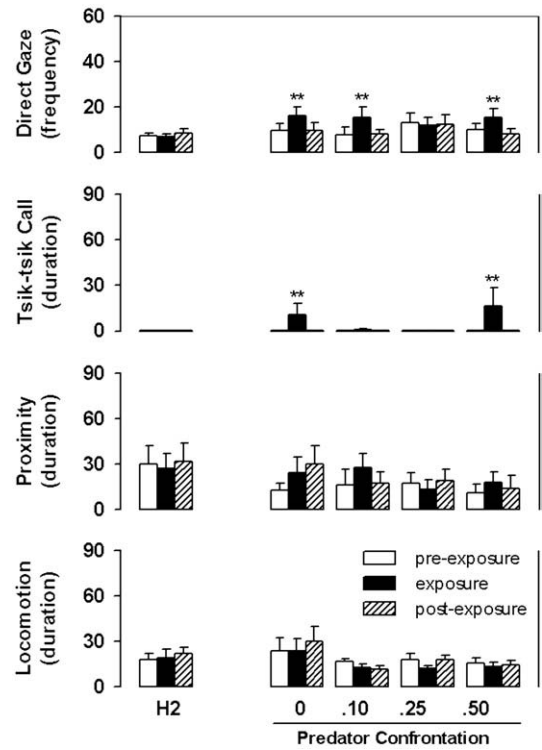 Direct Gaze
(frequency)
60
40
20
0
** ** **
Tsik-tsik Call
(duration)
90
60
30
0
** **
Proximity
(duration)
90
60
30
0
Locomotion
(duration)
90
60
30
0
pre-exposure
exposure
post-exposure
H2 0 .10 .25 .50
Predator Confrontation